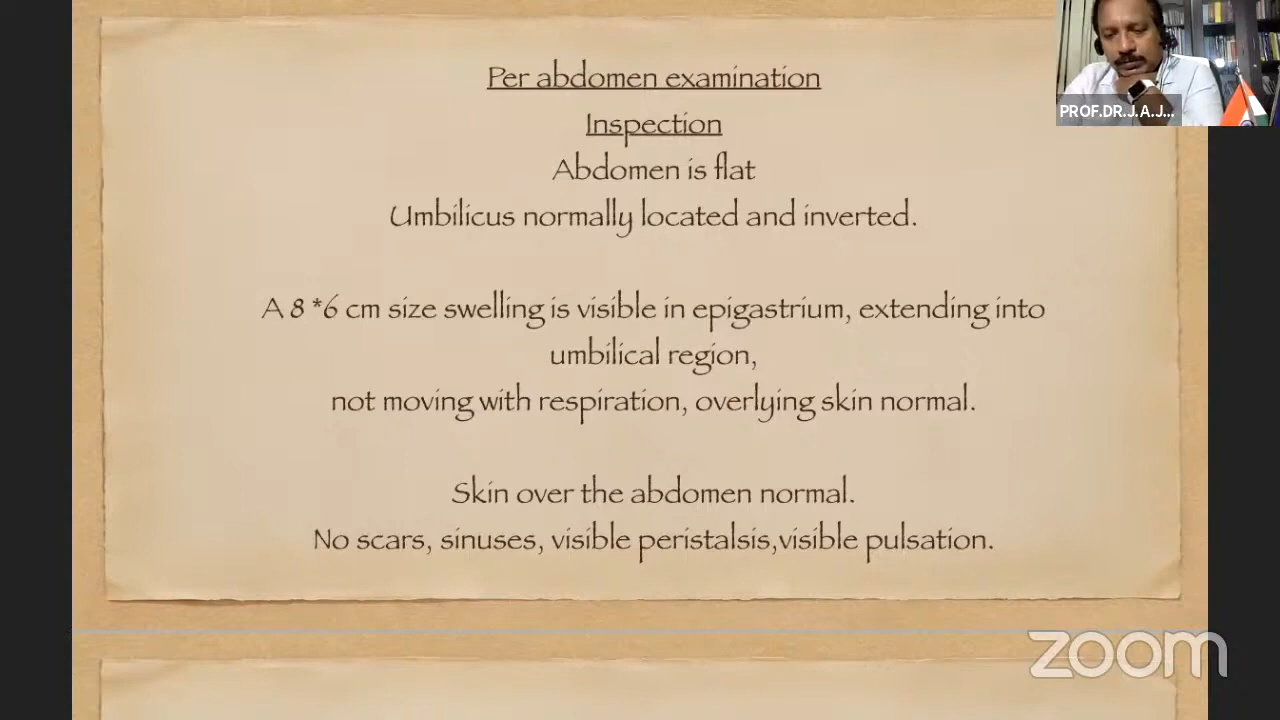 Per abdomen examination
Inspection
Abdomen is flat
Umbilicus normally located and inverted.
A 8 *6 cm size swelling is visible in epigastrium, extending into
umbilical region,
not moving with respiration, overlying skin normal.
Skin over the abdomen normal.
No scars, sinuses, visible peristalsis,visible pulsation.
PROF.DR.J.A.J...
zoom